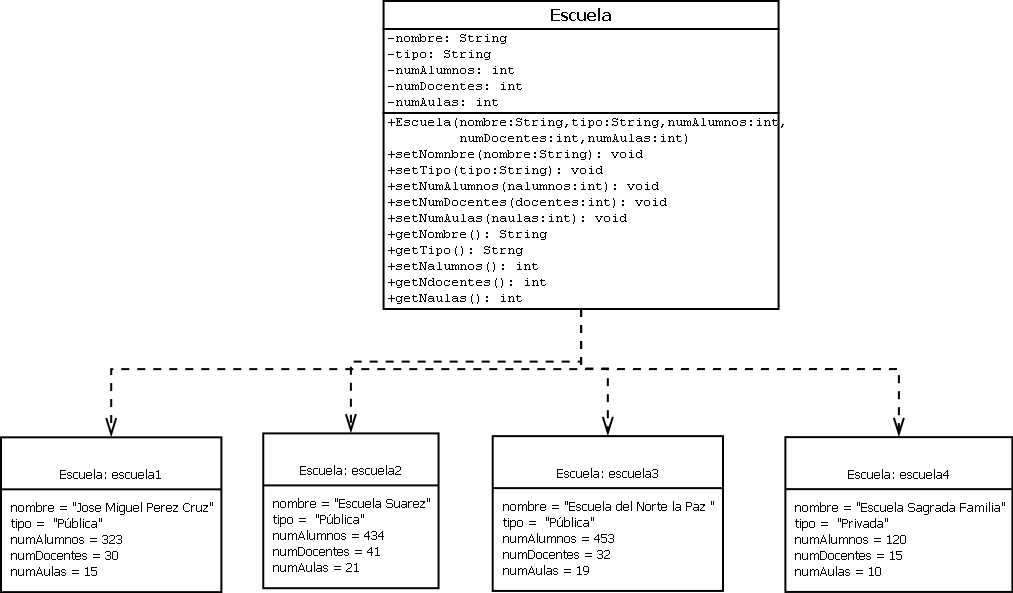 Escuela
-nombre: String
-tipo: String
-numAlumnos: int
-numDocentes: int
-numAulas: int
+Escuela(nombre:String,tipo:String,numAlumnos:int,
numDocentes:int,numAulas:int)
+setNomnbre(nombre:String): void
+setTipo(tipo:String): void
+setNumAlumnos(nalumnos:int): void
+setNumDocentes(docentes:int): void
+setNumAulas(naulas:int): void
+getNombre(): String
+getTipo(): Strng
+setNalumnos(): int
+getNdocentes(): int
+getNaulas(): int
Escuela: escuela1
nombre = "Jose Miguel Perez Cruz"
tipo =  "Pública"
numAlumnos = 323
numDocentes = 30
numAulas = 15
Escuela: escuela2
nombre = "Escuela Suarez"
tipo =  "Pública"
numAlumnos = 434
numDocentes = 41
numAulas = 21
Escuela: escuela3
nombre = "Escuela del Norte la Paz "
tipo =  "Pública"
numAlumnos = 453
numDocentes = 32
numAulas = 19
Escuela: escuela4
nombre = "Escuela Sagrada Familia"
tipo =  "Privada"
numAlumnos = 120
numDocentes = 15
numAulas = 10